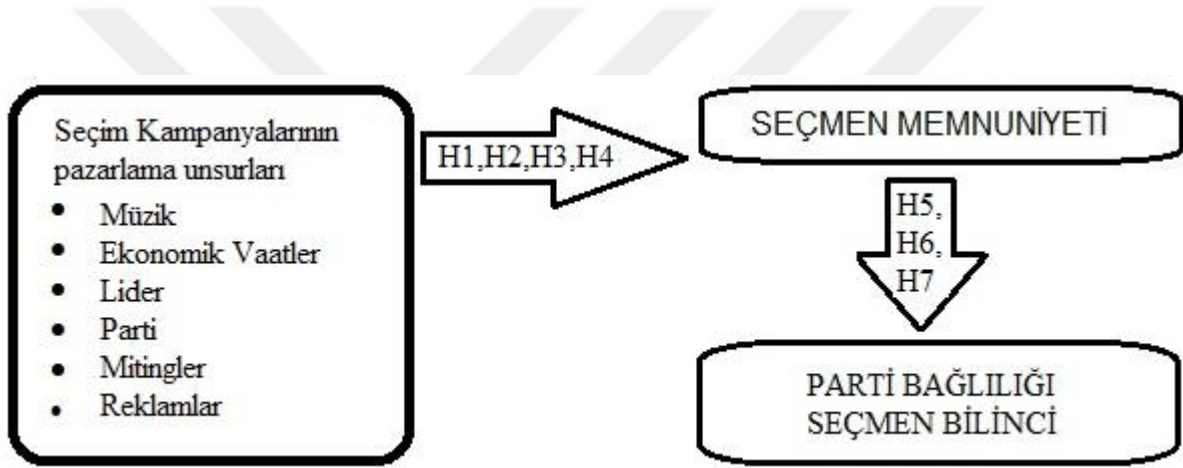 Seçim Kampanyalarının
pazarlama unsurları
• Müzik
• Ekonomik Vaatler
• Lider
• Parti
• Mitingler
• Reklamlar
H1,H2,H3,H4
SEÇMEN MEMNUNİYETİ
H5,
H6,
H7
PARTİ BAĞLILIĞI
SEÇMEN BİLİNCİ